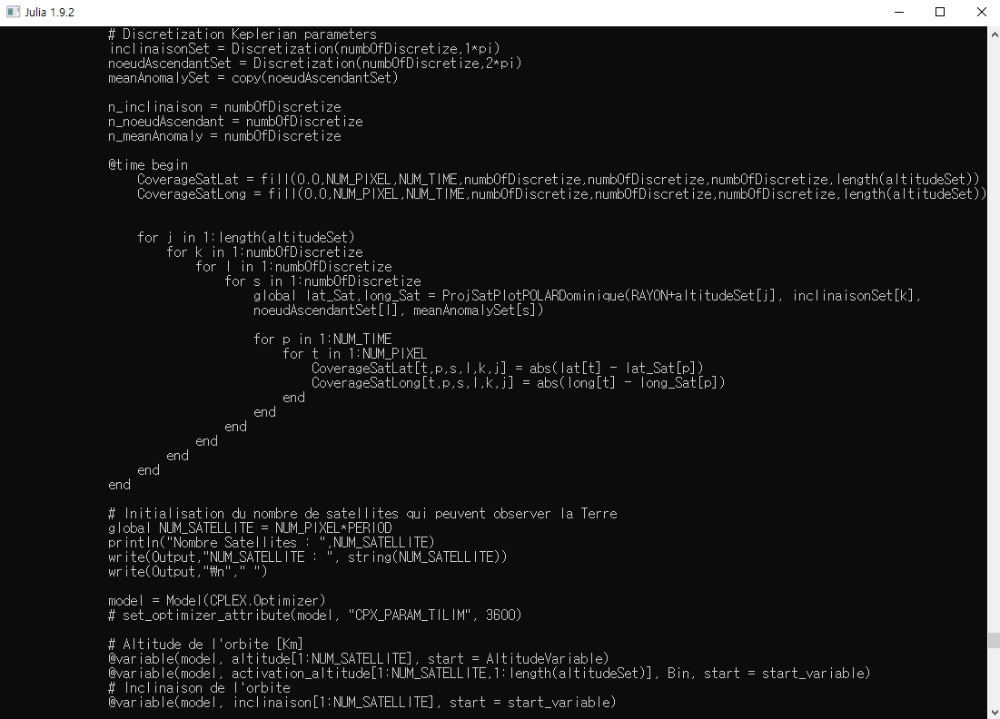 Julia 1.9.2
# Discretization Keplerian parameters
inclinaisonSet = Discretization(numbOfDiscretize,1*pi)
noeudAscendantSet = Discretization(numbOfDiscretize,2*pi)
meanAnomalySet = copy(noeudAscendantSet)
n_inclinaison = numbOfDiscretize
n_noeudAscendant = numbOfDiscretize
n_meanAnomaly = numbOfDiscretize
@time begin
CoverageSatLat = fill(0.0,NUM_PIXEL,NUM_TIME,numbOfDiscretize,numbOfDiscretize,numbOfDiscretize,length(altitudeSet))
CoverageSatLong = fill(0.0,NUM_PIXEL,NUM_TIME,numbOfDiscretize,numbOfDiscretize,numbOfDiscretize,length(altitudeSet))
for j in 1:length(altitudeSet)
for k in 1:numbOfDiscretize
for l in 1:numbOfDiscretize
for s in 1:numbOfDiscretize
global lat_Sat,long_Sat = ProjSatPlotPOLARDominique(RAYON+altitudeSet[j], inclinaisonSet[k],
noeudAscendantSet[l], meanAnomalySet[s])
for p in 1:NUM_TIME
for t in 1:NUM_PIXEL
CoverageSatLat[t,p,s,l,k,j] = abs(lat[t] - lat_Sat[p])
CoverageSatLong[t,p,s,l,k,j] = abs(long[t] - long_Sat[p])
end
end
end
end
end
end
end
# Initialisation du nombre de satellites qui peuvent observer la Terre
global NUM_SATELLITE = NUM_PIXEL*PERIOD
println("Nombre Satellites : ",NUM_SATELLITE)
write(Output,"NUM_SATELLITE : ", string(NUM_SATELLITE))
write(Output,"₩n"," ")
model = Model(CPLEX.Optimizer)
# set_optimizer_attribute(model, "CPX_PARAM_TILIM", 3600)
# Altitude de l'orbite [Km]
@variable(model, altitude[1:NUM_SATELLITE], start = AltitudeVariable)
@variable(model, activation_altitude[1:NUM_SATELLITE,1:length(altitudeSet)], Bin, start = start_variable)
# Inclinaison de l'orbite
@variable(model, inclinaison[1:NUM_SATELLITE], start = start_variable)